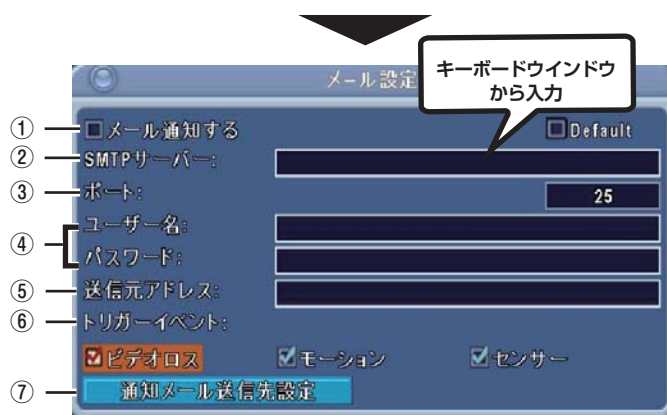 メール設定
キーボードウインドウ
から入力
① メール通知する Default
② SMTPサーバー:
③ ポート: 25
④ ユーザー名:
パスワード:
⑤ 送信元アドレス:
⑥ トリガーイベント:
ビデオロス モーション センサー
⑦ 通知メール送信先設定